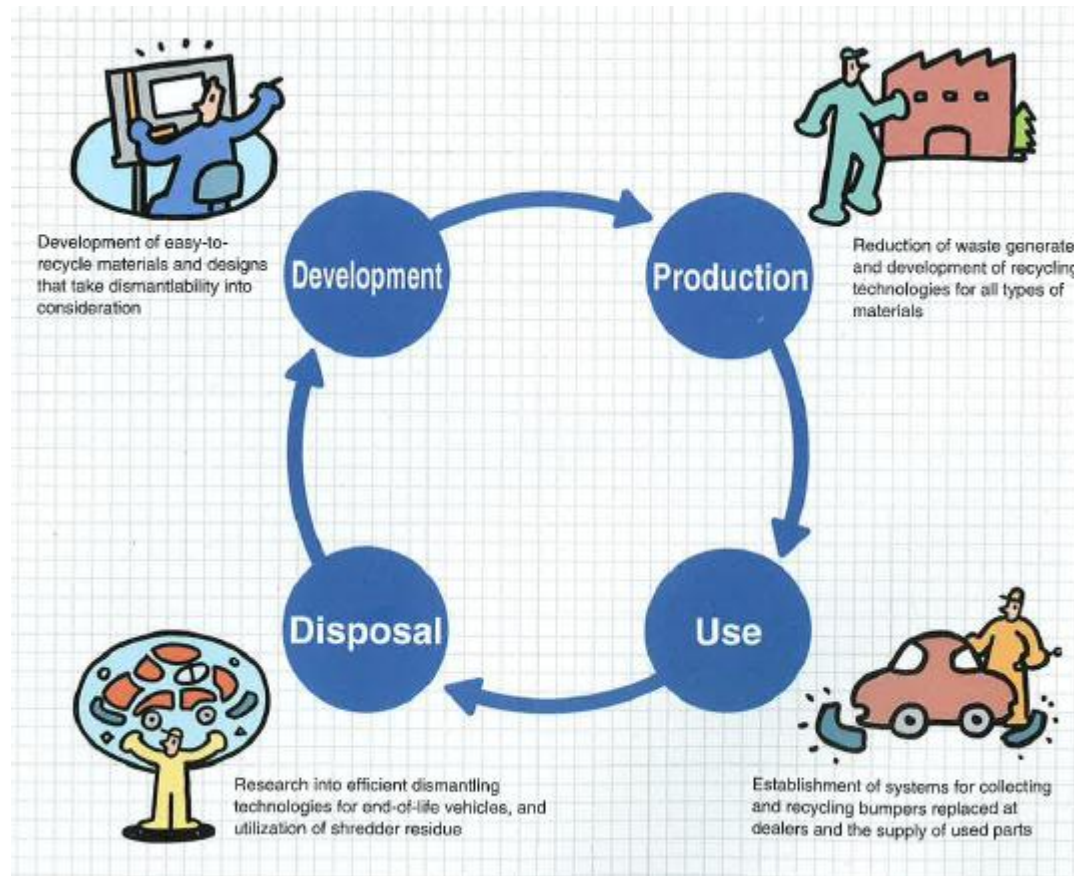 Development of easy-to-
recycle materials and designs
that take dismantlability into
consideration
Development
Production
Reduction of waste generate
and development of recycling
technologies for all types of
materials
Disposal
Use
Research into efficient dismantling
technologies for end-of-life vehicles, and
utilization of shredder residue
Establishment of systems for collecting
and recycling bumpers replaced at
dealers and the supply of used parts